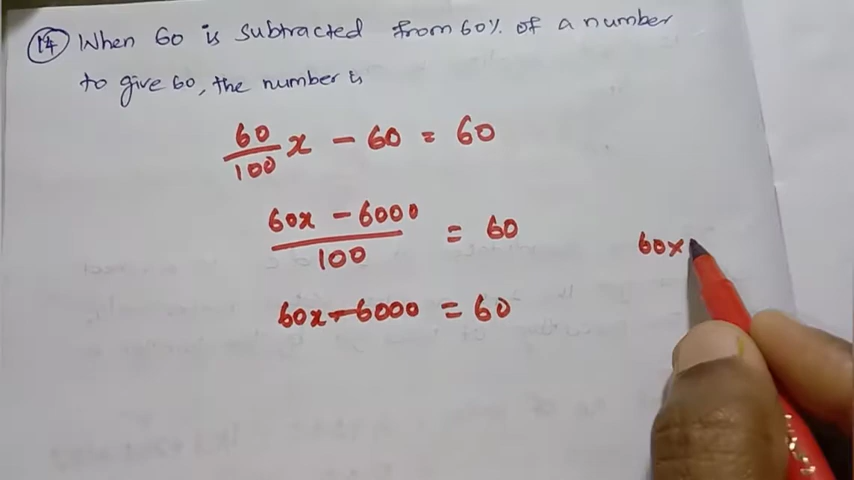 14 When 60 is subtracted from 60% of a number
to give 60, the number is
60/100 x - 60 = 60
60x - 6000 / 100 = 60
60x
60x - 6000 = 60